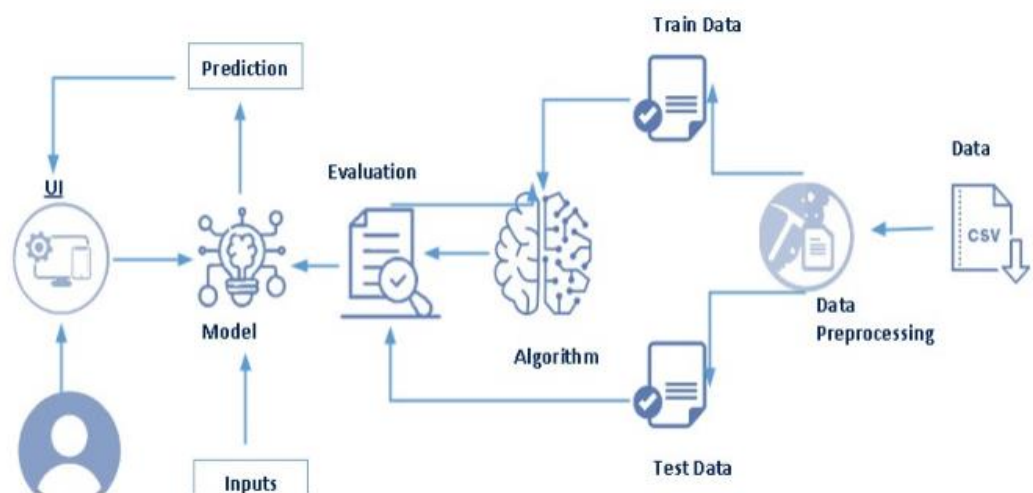 Train Data
Prediction
Data
Evaluation
UI
CSV
Model
Data
Preprocessing
Algorithm
Test Data
Inputs